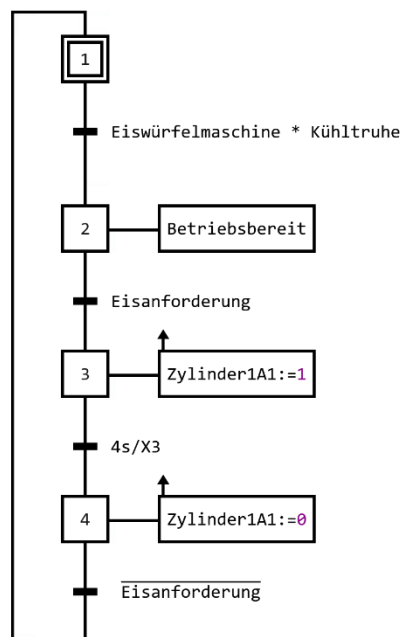 1
Eiswürfelmaschine * Kühltruhe
2 Betriebsbereit
Eisanforderung
3 Zylinder1A1:=1
4s/X3
4 Zylinder1A1:=0
Eisanforderung